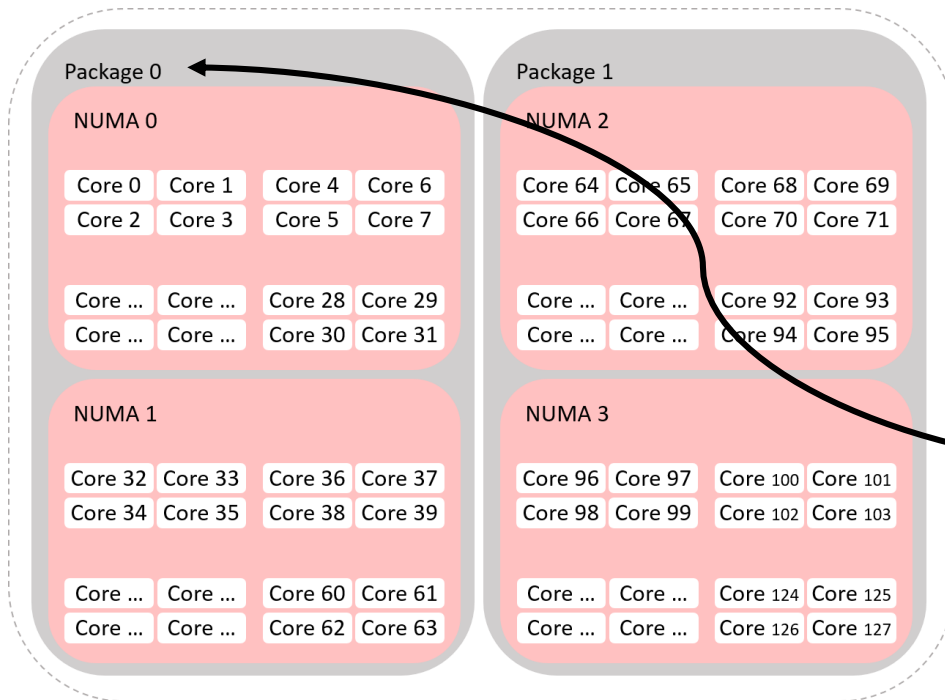 Package 0
NUMA 0
Core 0 Core 1 Core 4 Core 6
Core 2 Core 3 Core 5 Core 7
Core ... Core ... Core 28 Core 29
Core ... Core ... Core 30 Core 31
NUMA 1
Core 32 Core 33 Core 36 Core 37
Core 34 Core 35 Core 38 Core 39
Core ... Core ... Core 60 Core 61
Core ... Core ... Core 62 Core 63
Package 1
NUMA 2
Core 64 Core 65 Core 68 Core 69
Core 66 Core 67 Core 70 Core 71
Core ... Core ... Core 92 Core 93
Core ... Core ... Core 94 Core 95
NUMA 3
Core 96 Core 97 Core 100 Core 101
Core 98 Core 99 Core 102 Core 103
Core ... Core ... Core 124 Core 125
Core ... Core ... Core 126 Core 127